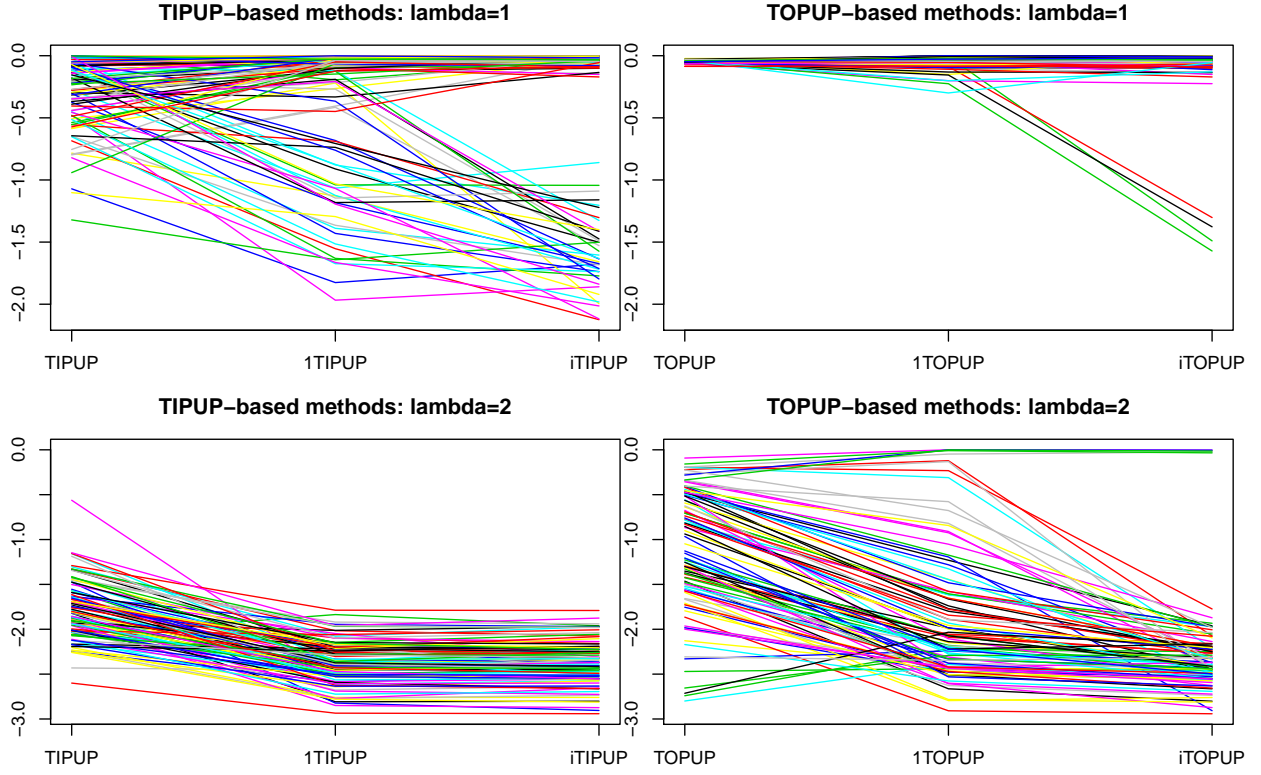 TIPUP−based methods: lambda=1
0.0
−0.5
−1.0
−1.5
−2.0
TIPUP 1TIPUP iTIPUP
TOPUP−based methods: lambda=1
0.0
−0.5
−1.0
−1.5
−2.0
TOPUP 1TOPUP iTOPUP
TIPUP−based methods: lambda=2
0.0
−1.0
−2.0
−3.0
TIPUP 1TIPUP iTIPUP
TOPUP−based methods: lambda=2
0.0
−1.0
−2.0
−3.0
TOPUP 1TOPUP iTOPUP